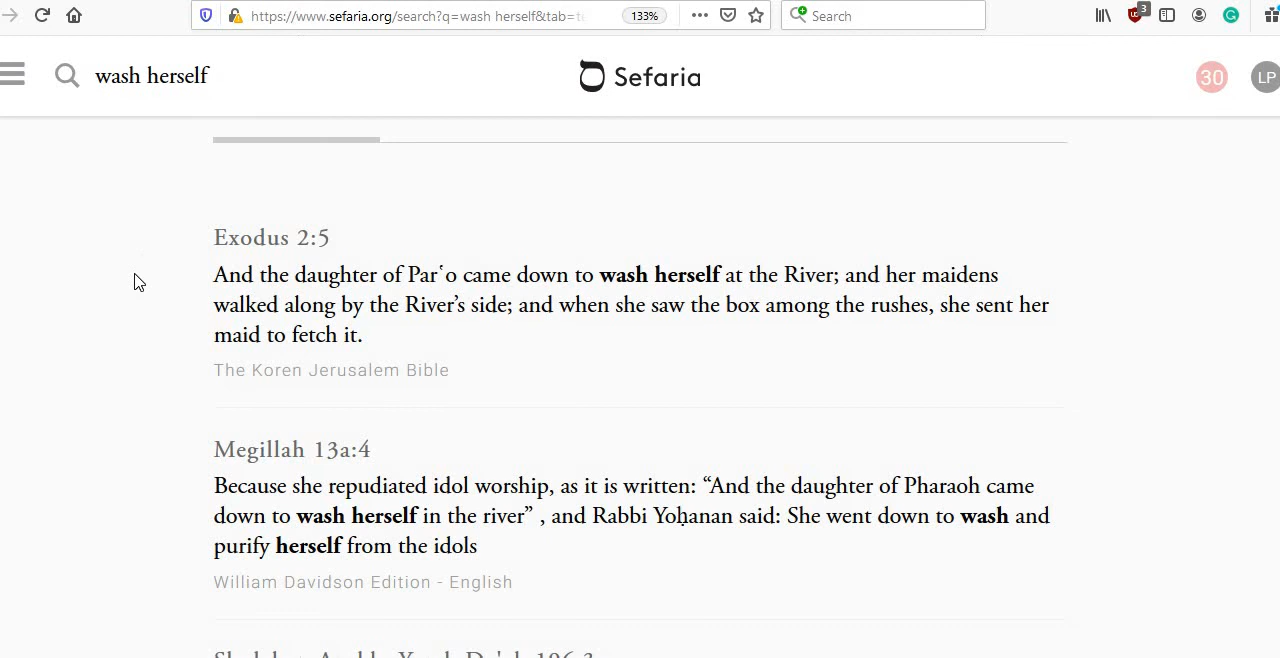 https://www.sefaria.org/search?q=wash herself&tab=te
133%
Search
3
wash herself
Sefaria
30
LP
Exodus 2:5
And the daughter of Par῾o came down to wash herself at the River; and her maidens
walked along by the River’s side; and when she saw the box among the rushes, she sent her
maid to fetch it.
The Koren Jerusalem Bible
Megillah 13a:4
Because she repudiated idol worship, as it is written: “And the daughter of Pharaoh came
down to wash herself in the river” , and Rabbi Yoḥanan said: She went down to wash and
purify herself from the idols
William Davidson Edition - English